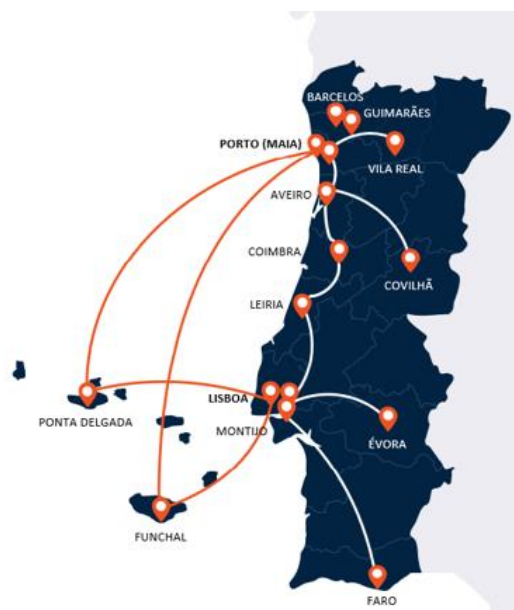 BARCELOS
GUIMARÃES
PORTO (MAIA)
VILA REAL
AVEIRO
COIMBRA
COVILHÃ
LEIRIA
LISBOA
PONTA DELGADA
MONTIJO
ÉVORA
FUNCHAL
FARO